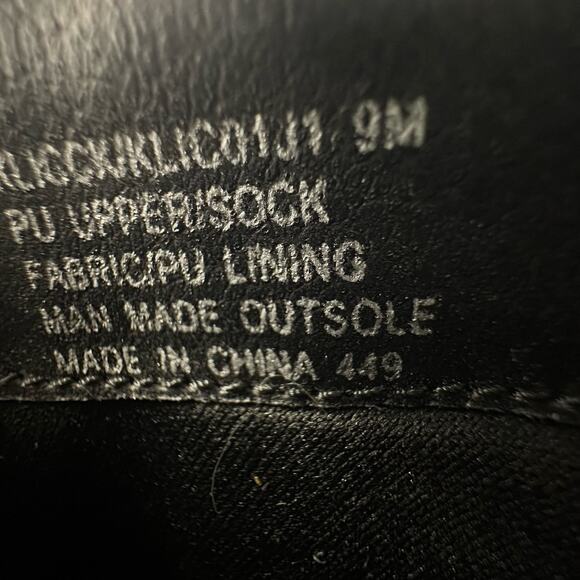 9M
PU UPPER/SOCK
FABRIC/PU LINING
MAN MADE OUTSOLE
MADE IN CHINA 449